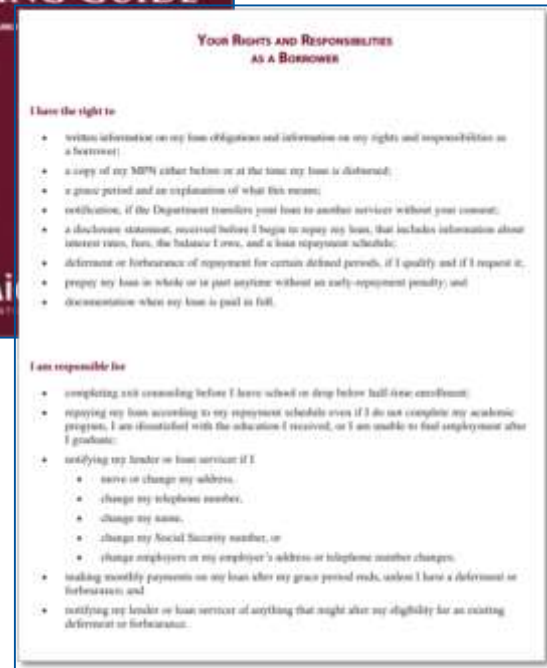 YOUR RIGHTS AND RESPONSIBILITIES
AS A BORROWER
I have the right to
• written information on my loan obligations and information on my rights and responsibilities as
a borrower;
• a copy of my MPN either before or at the time my loan is disbursed;
• a grace period and an explanation of what this means;
• notification, if the Department transfers your loan to another servicer without your consent;
• a disclosure statement, received before I begin to repay my loan, that includes information about
interest rates, fees, the balance I owe, and a loan repayment schedule;
• deferment or forbearance of repayment for certain defined periods, if I qualify and if I request it;
• prepay my loan in whole or in part anytime without an early-repayment penalty; and
• documentation when my loan is paid in full.
I am responsible for
• completing exit counseling before I leave school or drop below half-time enrollment;
• repaying my loan according to my repayment schedule even if I do not complete my academic
program, I am dissatisfied with the education I received, or I am unable to find employment after
I graduate;
• notifying my lender or loan servicer if I
• move or change my address,
• change my telephone number,
• change my name,
• change my Social Security number, or
• change employers or my employer's address or telephone number changes;
• making monthly payments on my loan after my grace period ends, unless I have a deferment or
forbearance; and
• notifying my lender or loan servicer of anything that might alter my eligibility for an existing
deferment or forbearance.